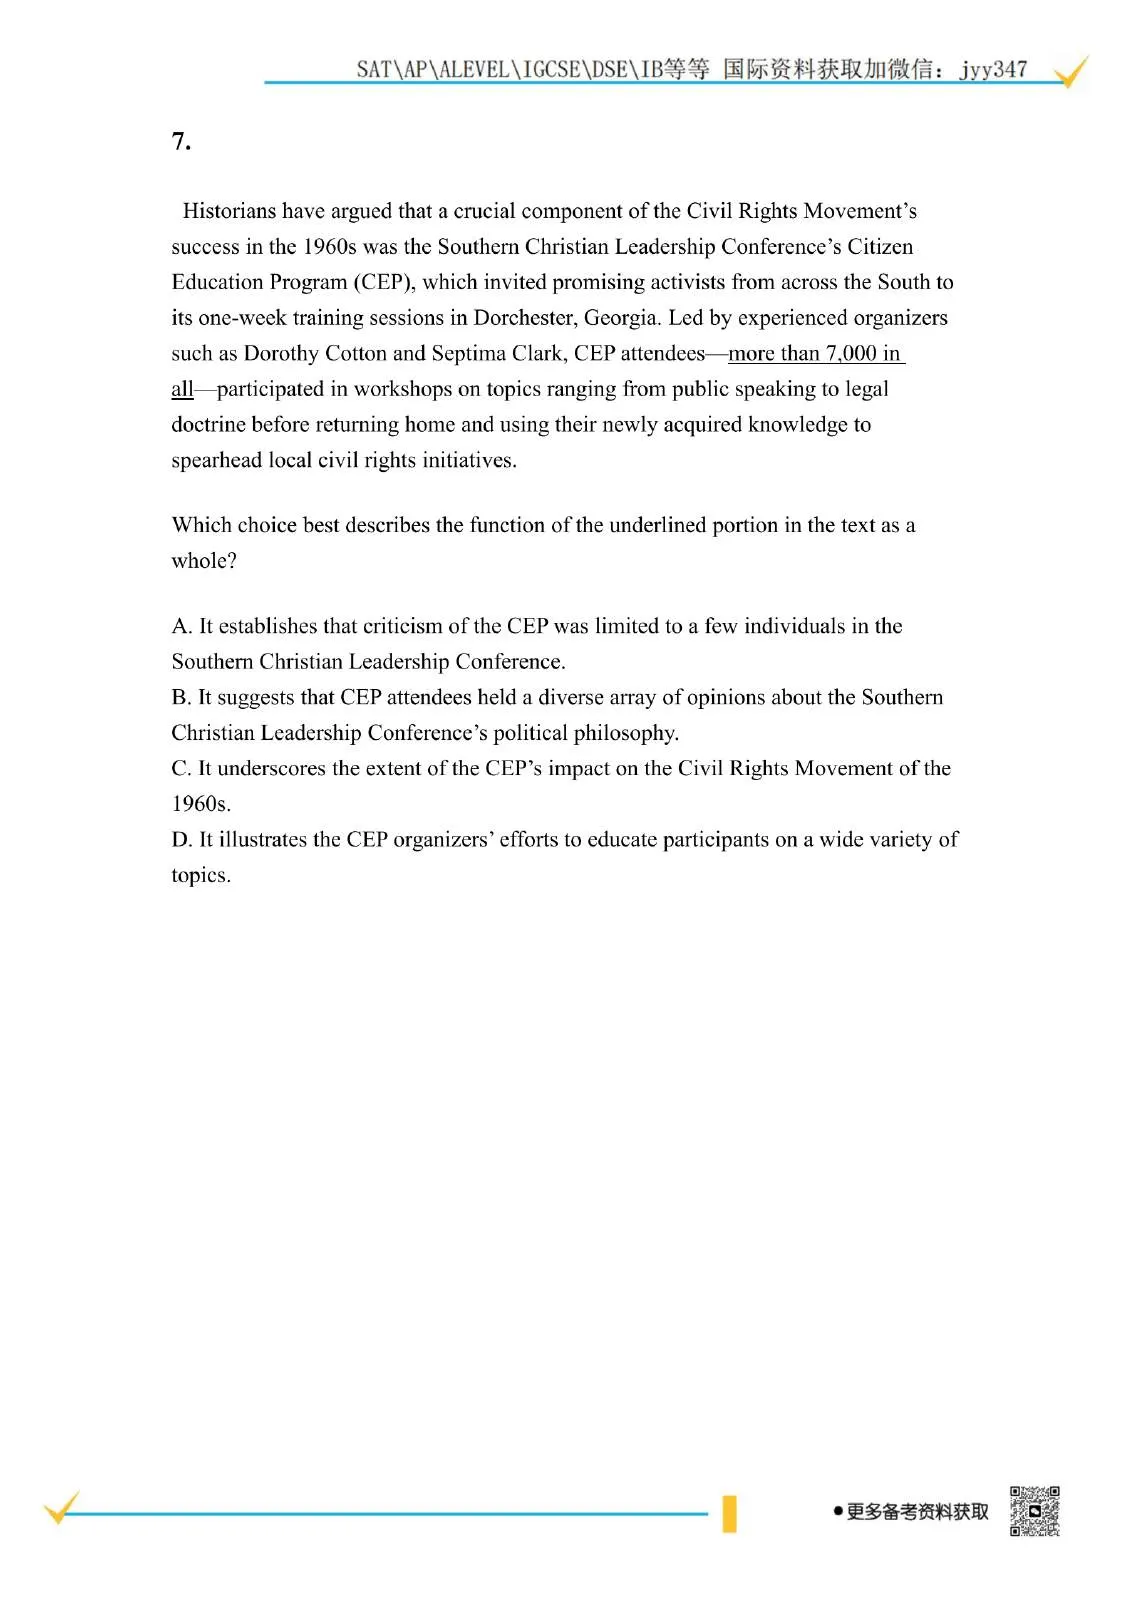 SAT\AP\ALEVEL\IGCSE\DSE\IB等等 国际资料获取加微信：jyy347
7.
Historians have argued that a crucial component of the Civil Rights Movement’s
success in the 1960s was the Southern Christian Leadership Conference’s Citizen
Education Program (CEP), which invited promising activists from across the South to
its one-week training sessions in Dorchester, Georgia. Led by experienced organizers
such as Dorothy Cotton and Septima Clark, CEP attendees—more than 7,000 in
all—participated in workshops on topics ranging from public speaking to legal
doctrine before returning home and using their newly acquired knowledge to
spearhead local civil rights initiatives.
Which choice best describes the function of the underlined portion in the text as a
whole?
A. It establishes that criticism of the CEP was limited to a few individuals in the
Southern Christian Leadership Conference.
B. It suggests that CEP attendees held a diverse array of opinions about the Southern
Christian Leadership Conference’s political philosophy.
C. It underscores the extent of the CEP’s impact on the Civil Rights Movement of the
1960s.
D. It illustrates the CEP organizers’ efforts to educate participants on a wide variety of
topics.
●更多备考资料获取